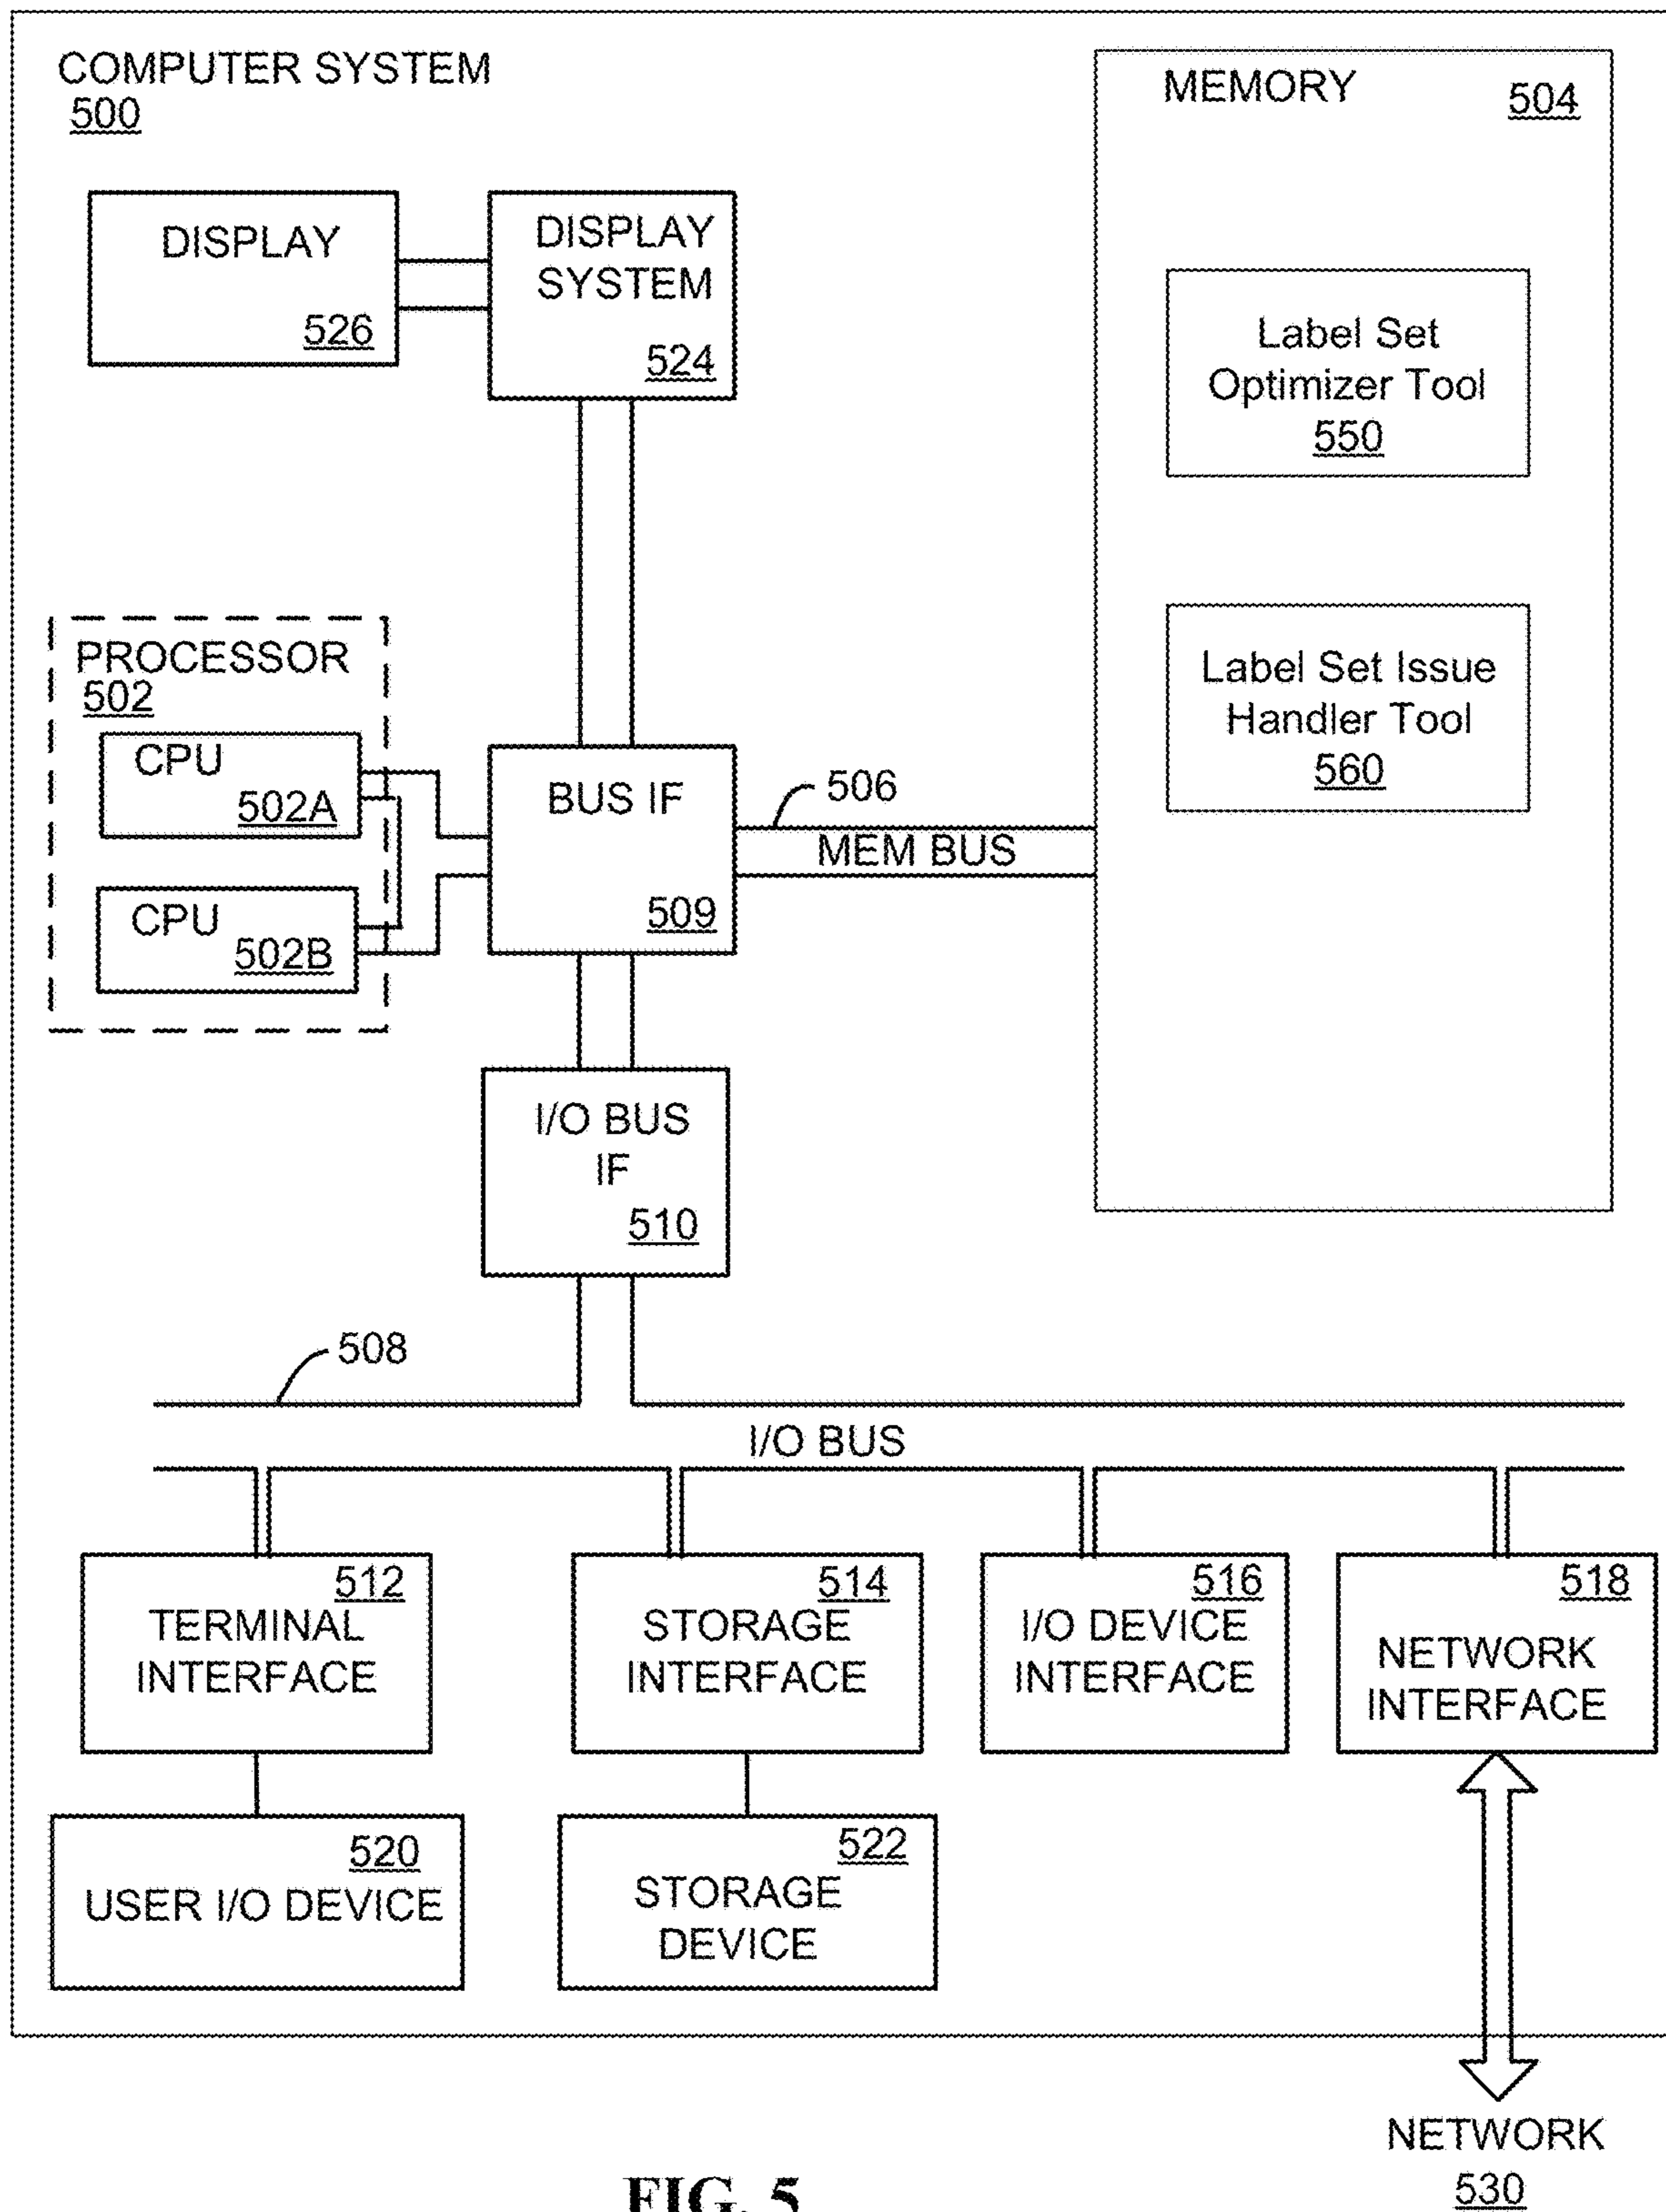 COMPUTER SYSTEM
500
MEMORY
504
DISPLAY
526
DISPLAY
SYSTEM
524
Label Set
Optimizer Tool
550
PROCESSOR
502
CPU
502A
CPU
502B
BUS IF
509
506
MEM BUS
Label Set Issue
Handler Tool
560
I/O BUS
IF
510
508
I/O BUS
512
TERMINAL
INTERFACE
514
STORAGE
INTERFACE
516
I/O DEVICE
INTERFACE
518
NETWORK
INTERFACE
520
USER I/O DEVICE
522
STORAGE
DEVICE
NETWORK
530
FIG. 5